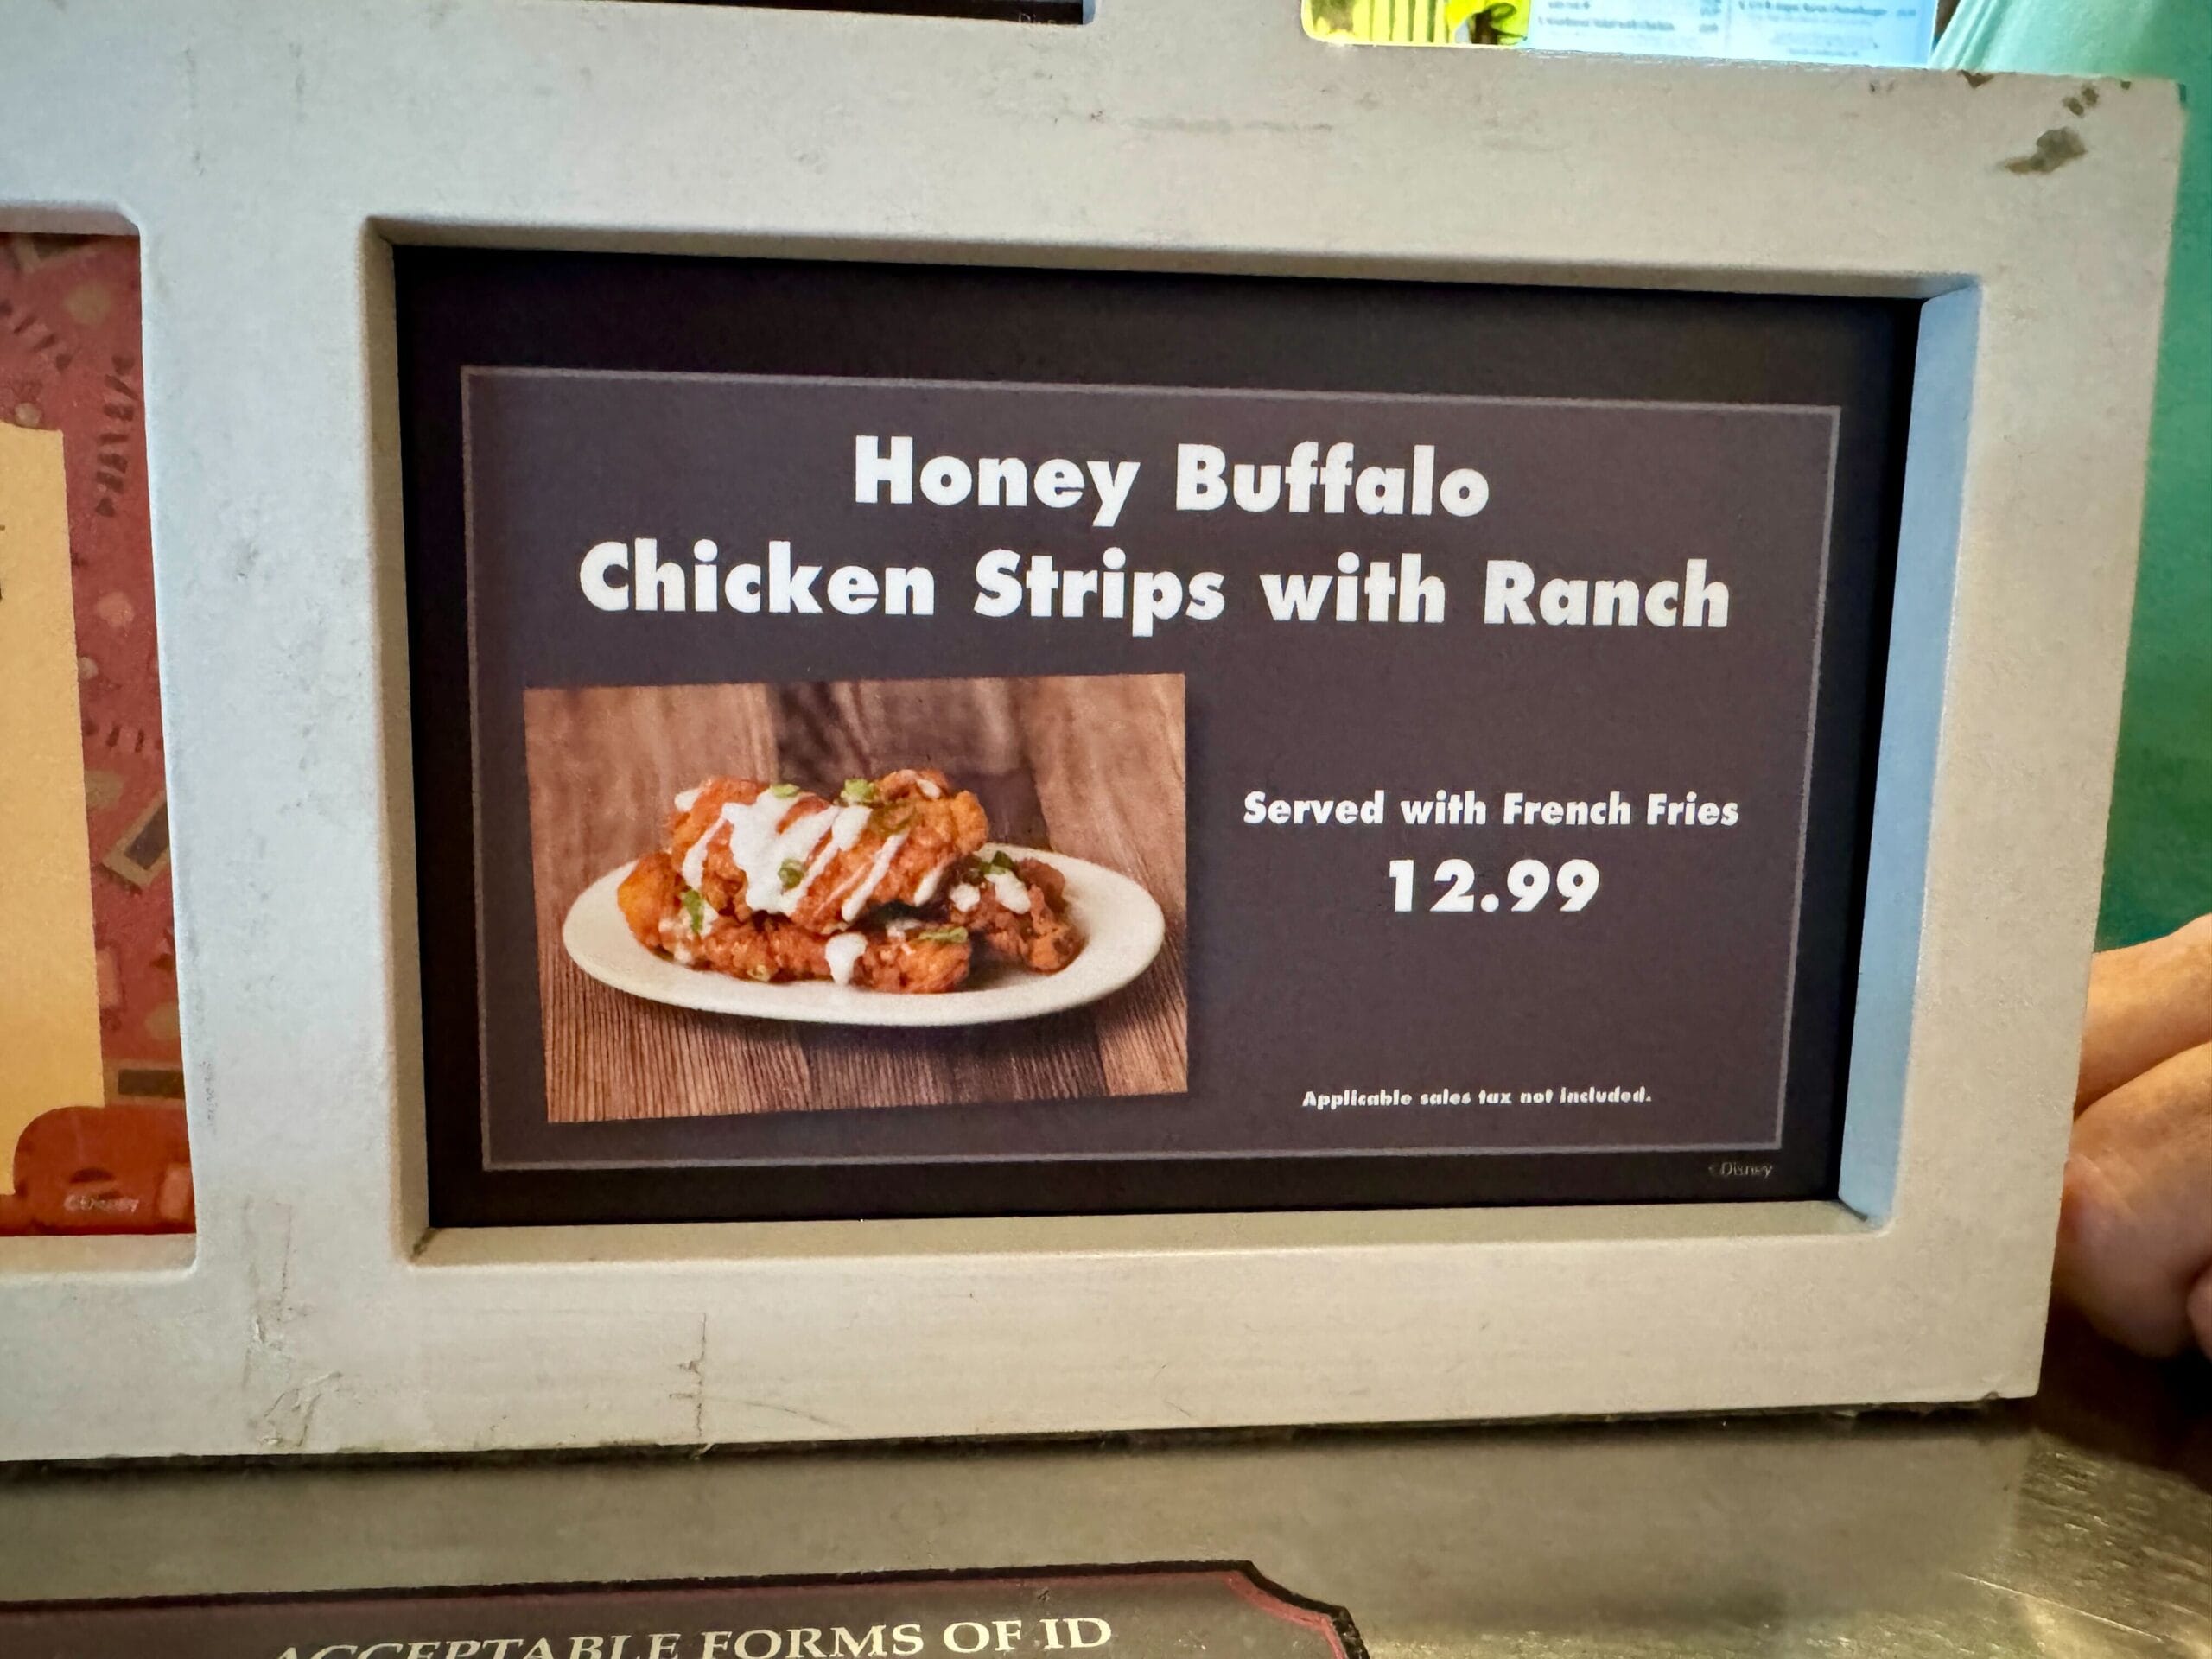 Honey Buffalo
Chicken Strips with Ranch
Served with French Fries
12.99
Applicable sales tax not included.
©Disney
©Disney
ACCEPTABLE FORMS OF ID